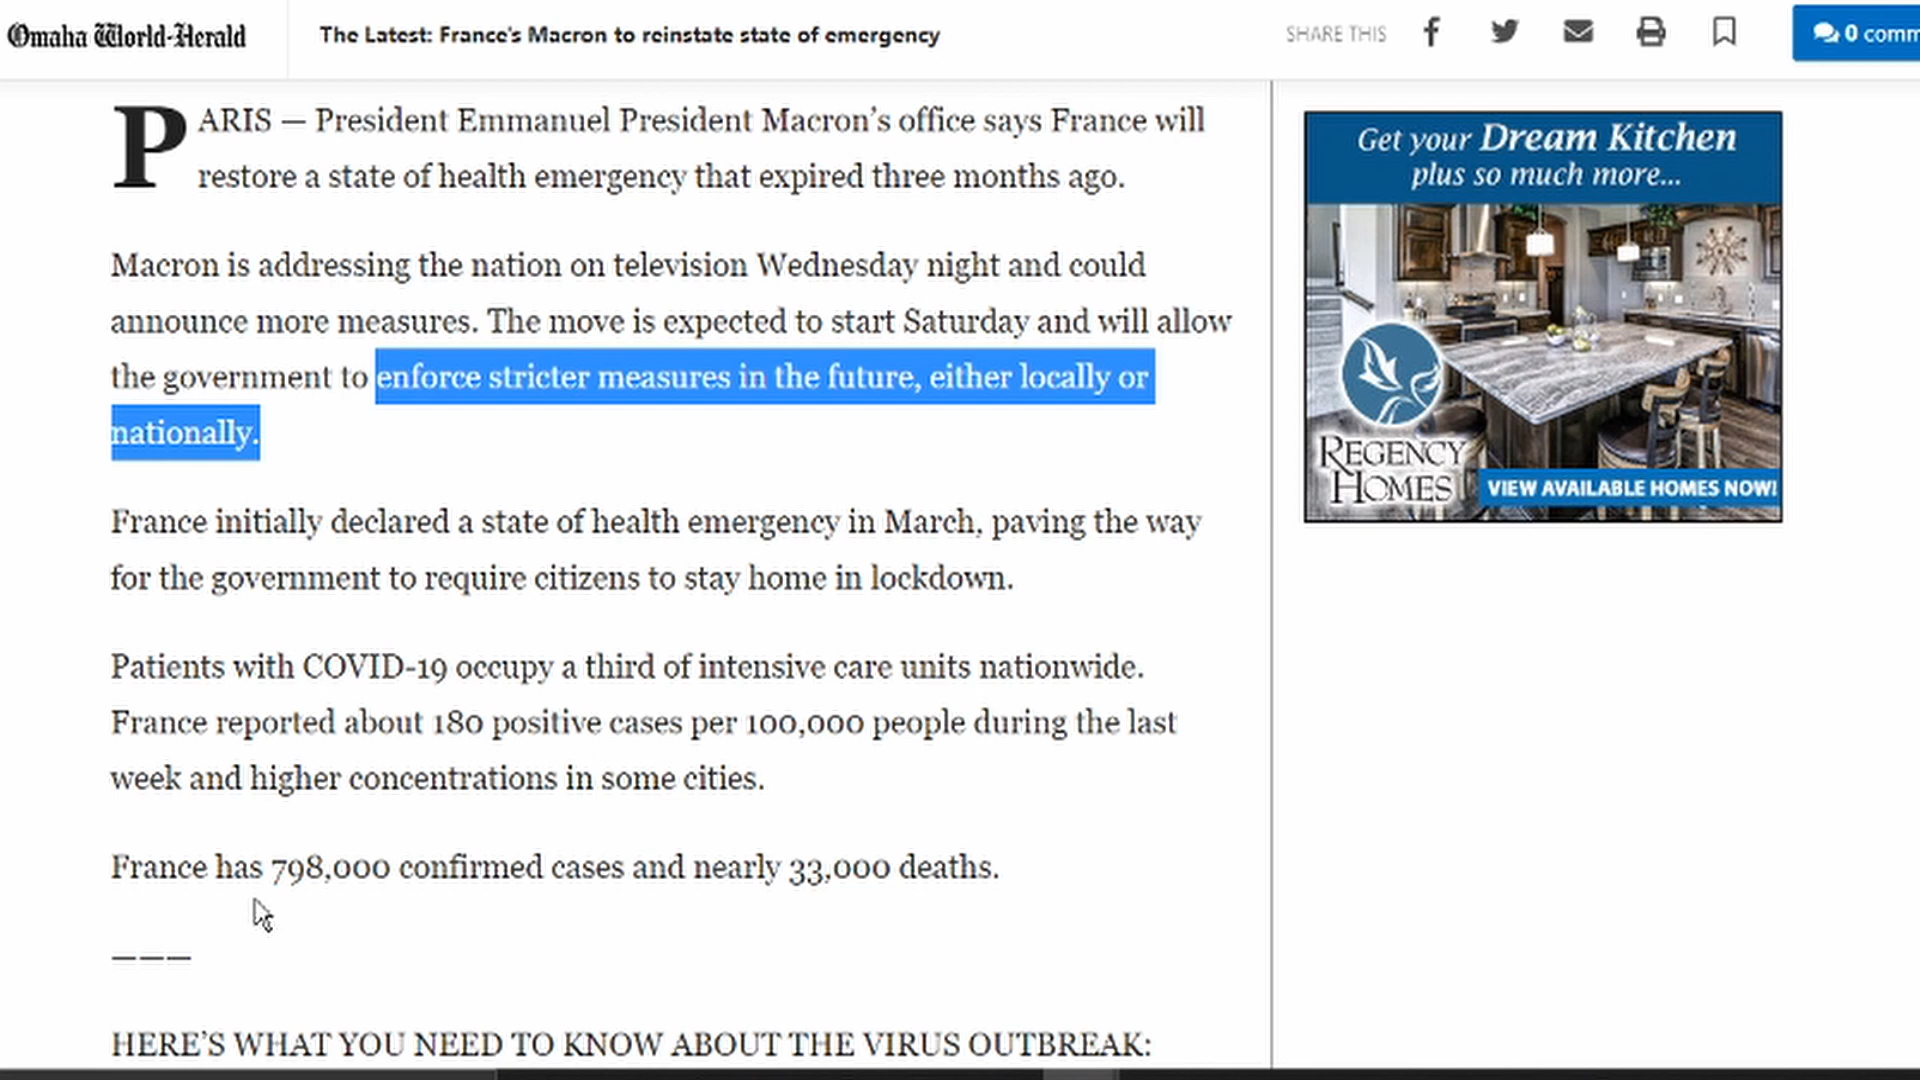 Omaha World-Herald
The Latest: France's Macron to reinstate state of emergency
SHARE THIS
0 comm
PARIS — President Emmanuel President Macron’s office says France will
restore a state of health emergency that expired three months ago.
Macron is addressing the nation on television Wednesday night and could
announce more measures. The move is expected to start Saturday and will allow
the government to enforce stricter measures in the future, either locally or
nationally.
France initially declared a state of health emergency in March, paving the way
for the government to require citizens to stay home in lockdown.
Patients with COVID-19 occupy a third of intensive care units nationwide.
France reported about 180 positive cases per 100,000 people during the last
week and higher concentrations in some cities.
France has 798,000 confirmed cases and nearly 33,000 deaths.
———
HERE’S WHAT YOU NEED TO KNOW ABOUT THE VIRUS OUTBREAK:
Get your Dream Kitchen
plus so much more...
REGENCY
HOMES
VIEW AVAILABLE HOMES NOW!